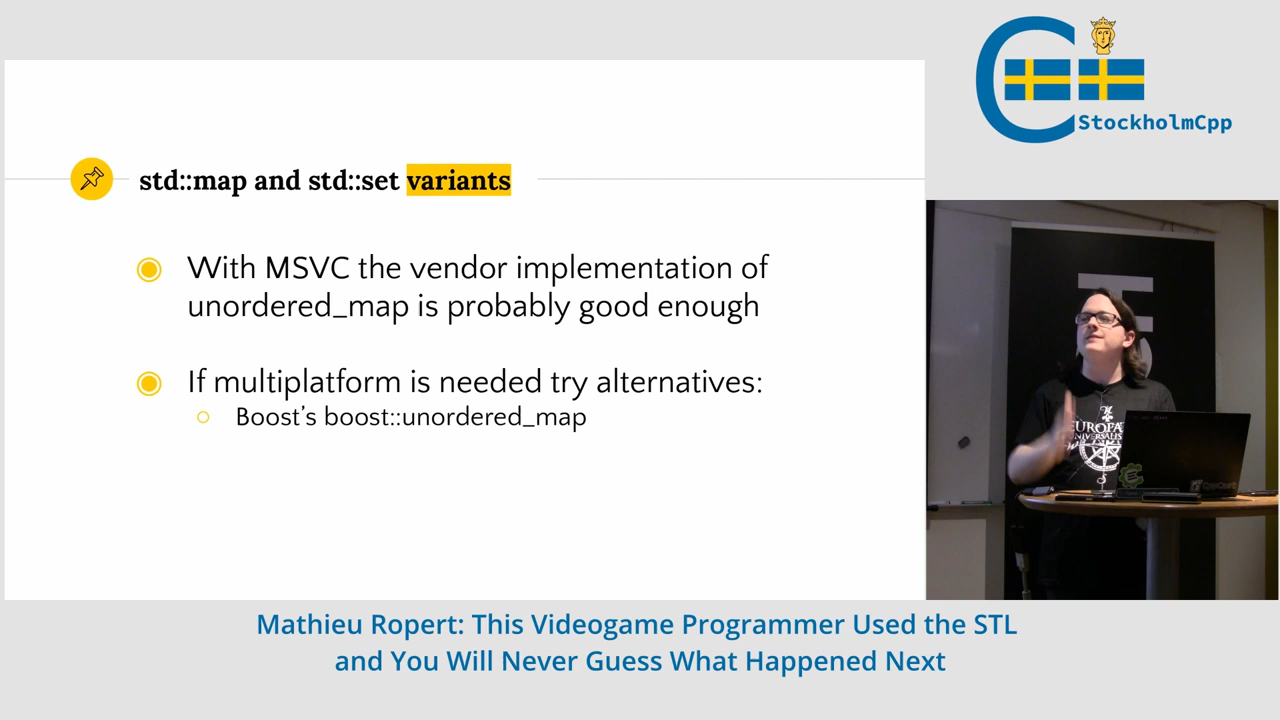 StockholmCpp
std::map and std::set variants
With MSVC the vendor implementation of
unordered_map is probably good enough
If multiplatform is needed try alternatives:
Boost's boost::unordered_map
EUROPA
UNIVERSALIS
Mathieu Ropert: This Videogame Programmer Used the STL
and You Will Never Guess What Happened Next